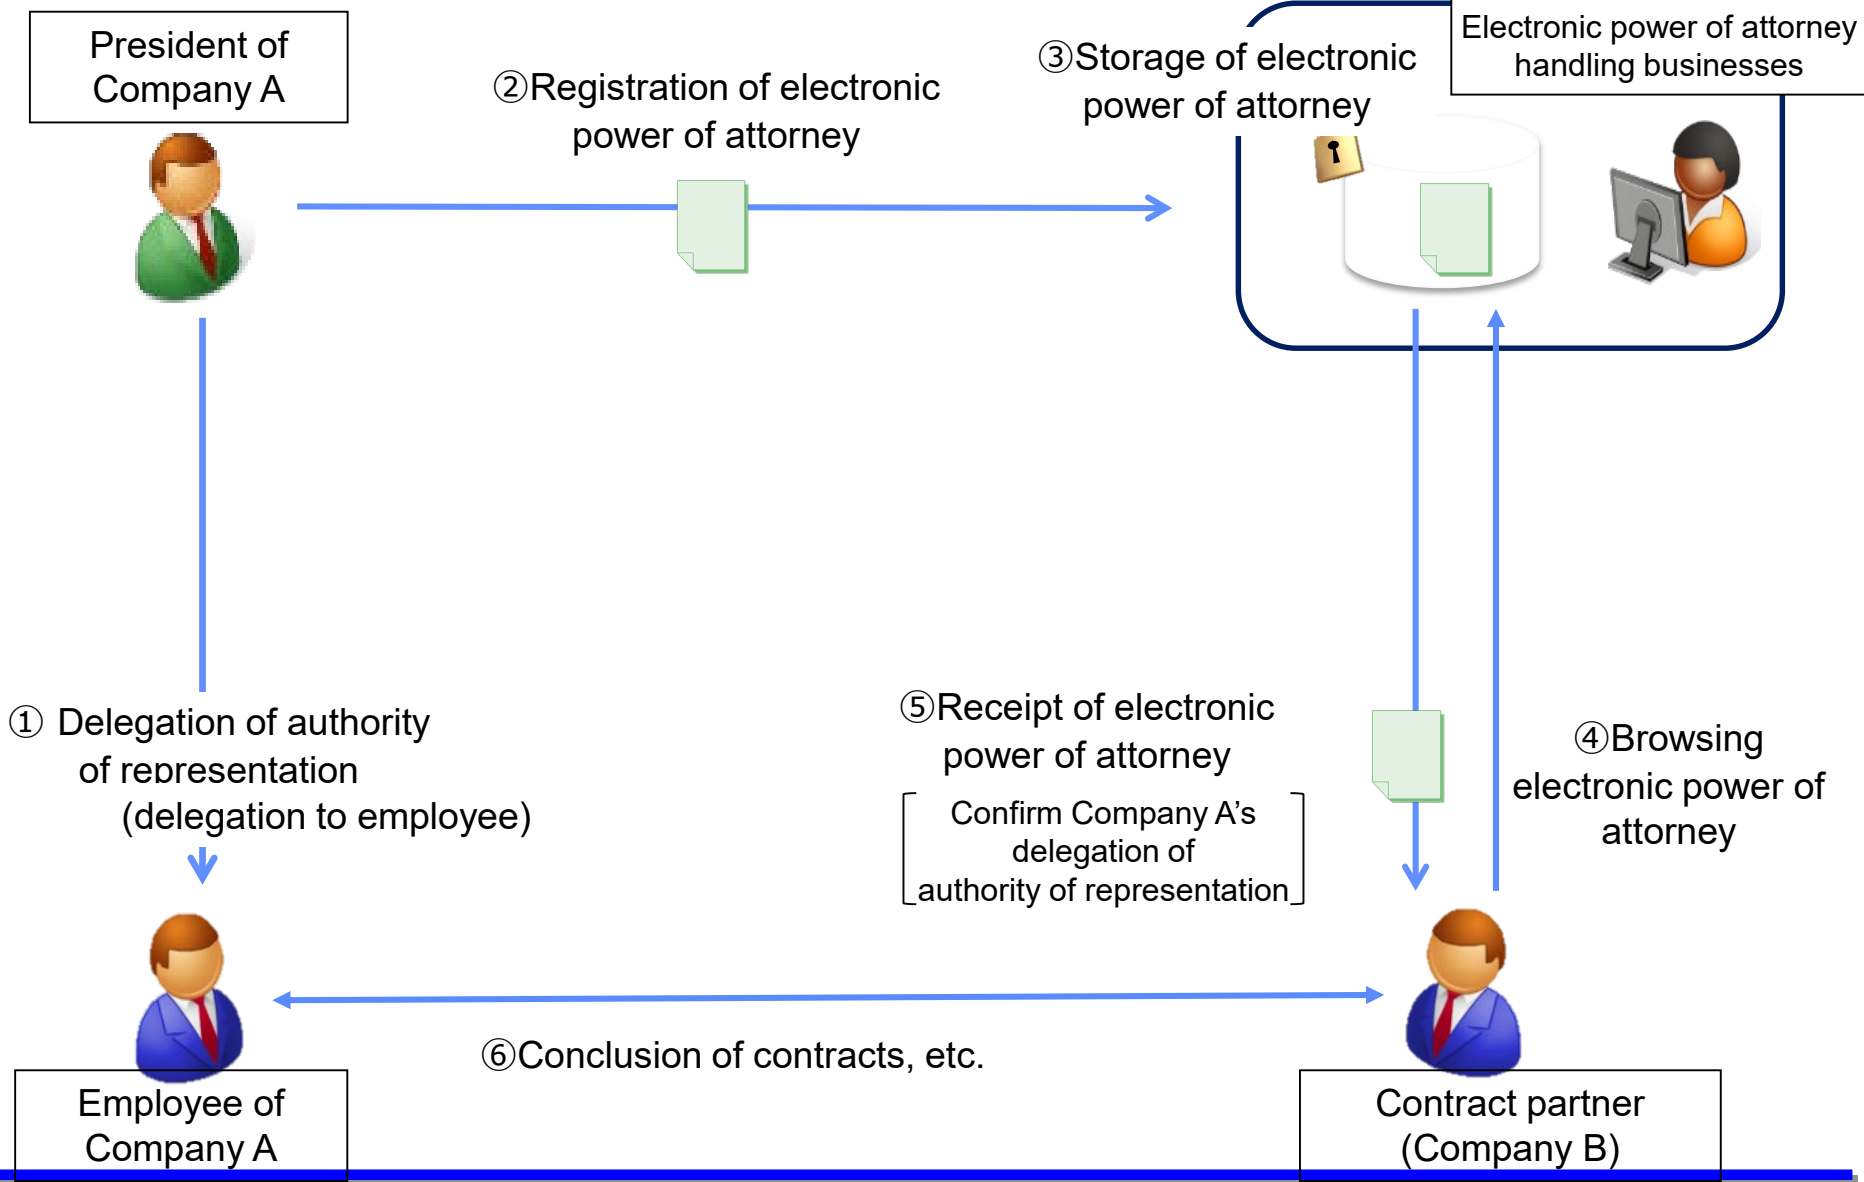 President of
Company A
②Registration of electronic
power of attorney
③Storage of electronic
power of attorney
Electronic power of attorney
handling businesses
① Delegation of authority
of representation
(delegation to employee)
⑤Receipt of electronic
power of attorney
Confirm Company A's
delegation of
authority of representation
④Browsing
electronic power of
attorney
⑥Conclusion of contracts, etc.
Employee of
Company A
Contract partner
(Company B)